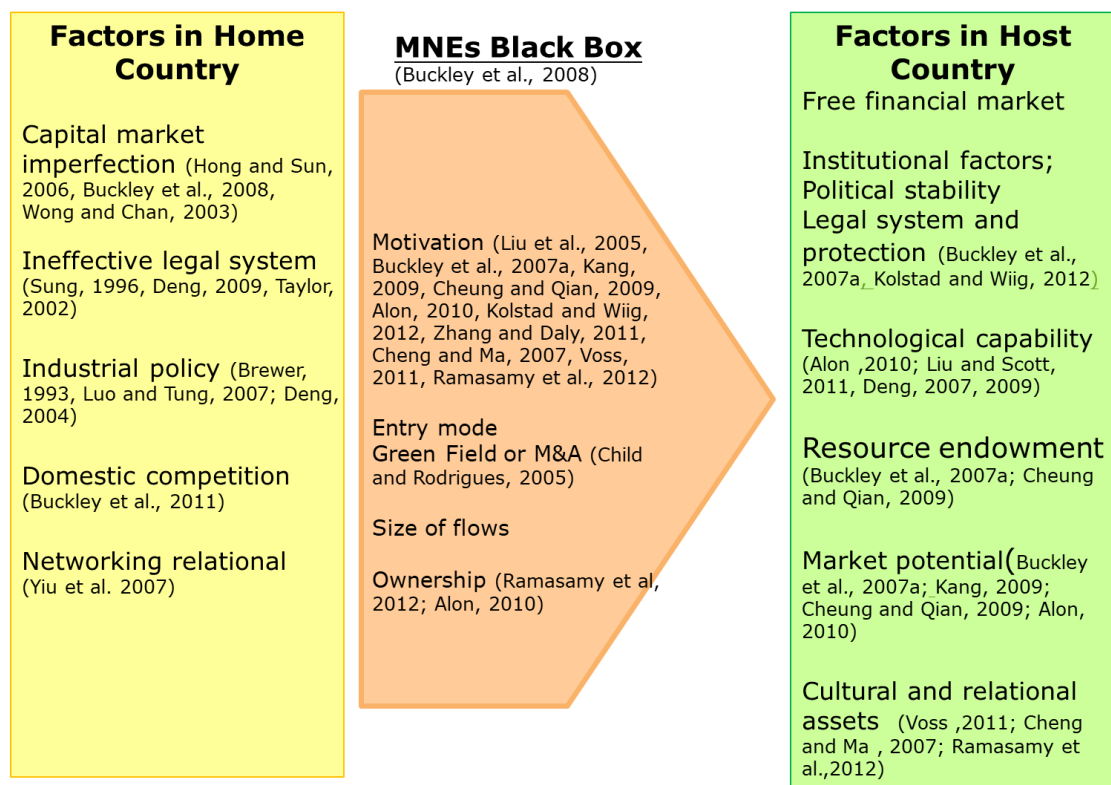 Factors in Home
Country
Capital market
imperfection (Hong and Sun,
2006, Buckley et al., 2008,
Wong and Chan, 2003)
Ineffective legal system
(Sung, 1996, Deng, 2009, Taylor,
2002)
Industrial policy (Brewer,
1993, Luo and Tung, 2007; Deng,
2004)
Domestic competition
(Buckley et al., 2011)
Networking relational
(Yiu et al. 2007)
MNEs Black Box
(Buckley et al., 2008)
Motivation (Liu et al., 2005,
Buckley et al., 2007a, Kang,
2009, Cheung and Qian, 2009,
Alon, 2010, Kolstad and Wiig,
2012, Zhang and Daly, 2011,
Cheng and Ma, 2007, Voss,
2011, Ramasamy et al., 2012)
Entry mode
Green Field or M&A (Child
and Rodrigues, 2005)
Size of flows
Ownership (Ramasamy et al,
2012; Alon, 2010)
Factors in Host
Country
Free financial market
Institutional factors;
Political stability
Legal system and
protection (Buckley et al.,
2007a, Kolstad and Wiig, 2012)
Technological capability
(Alon ,2010; Liu and Scott,
2011, Deng, 2007, 2009)
Resource endowment
(Buckley et al., 2007a; Cheung
and Qian, 2009)
Market potential(Buckley
et al., 2007a; Kang, 2009;
Cheung and Qian, 2009; Alon,
2010)
Cultural and relational
assets (Voss ,2011; Cheng
and Ma , 2007; Ramasamy et
al.,2012)